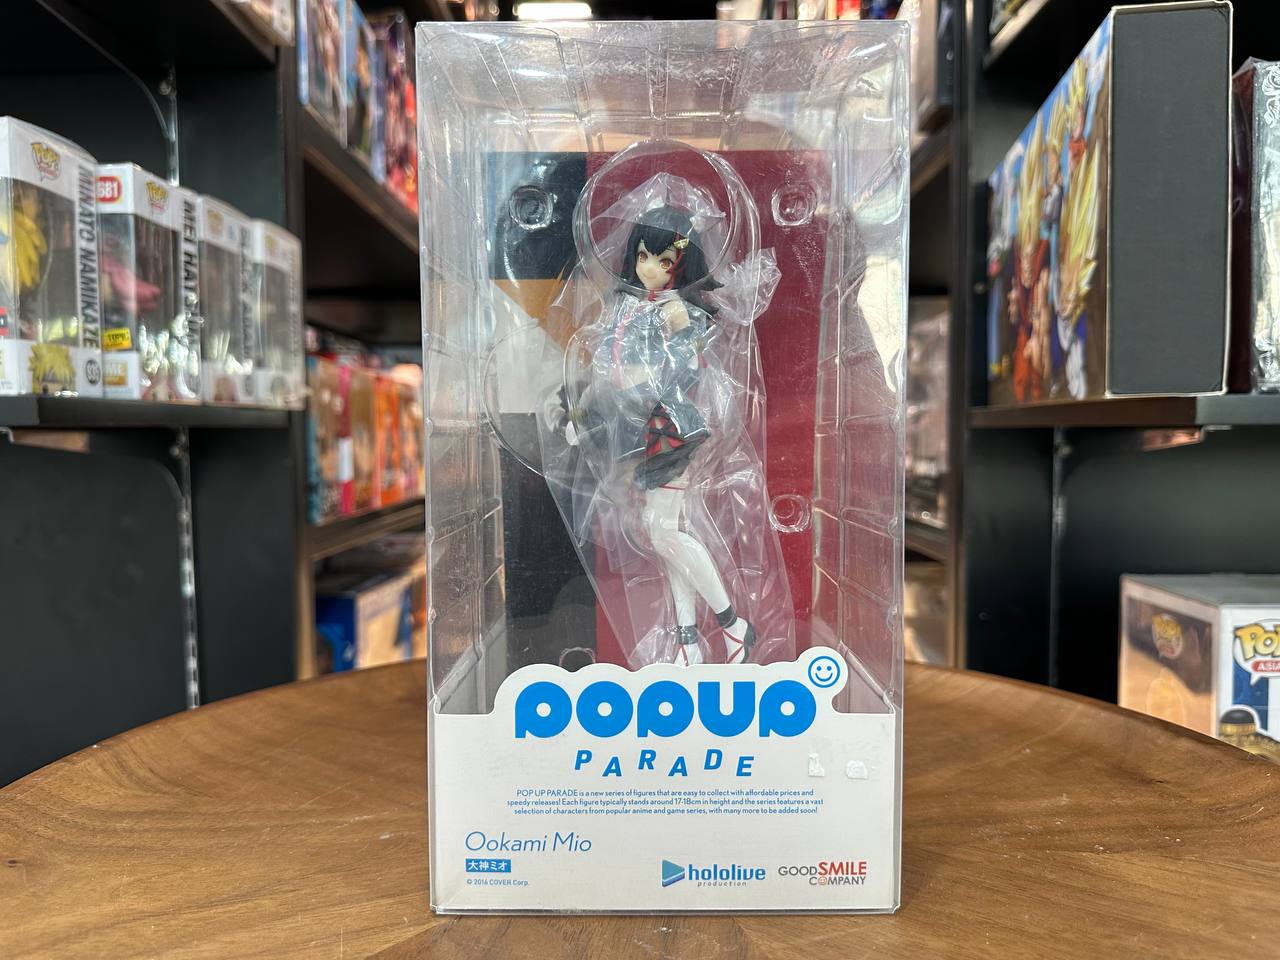 POPUP
PARADE
POP UP PARADE is a new series of figures that are easy to collect with affordable prices and
speedy releases! Each figure typically stands around 17-18cm in height and the series features a vast
selection of characters from popular anime and game series, with many more to be added soon!
Ookami Mio
大神ミオ
© 2016 COVER Corp.
hololive
production
GOODSMILE
COMPANY
POP!
MINATO NAMIKAZE
681
POP!